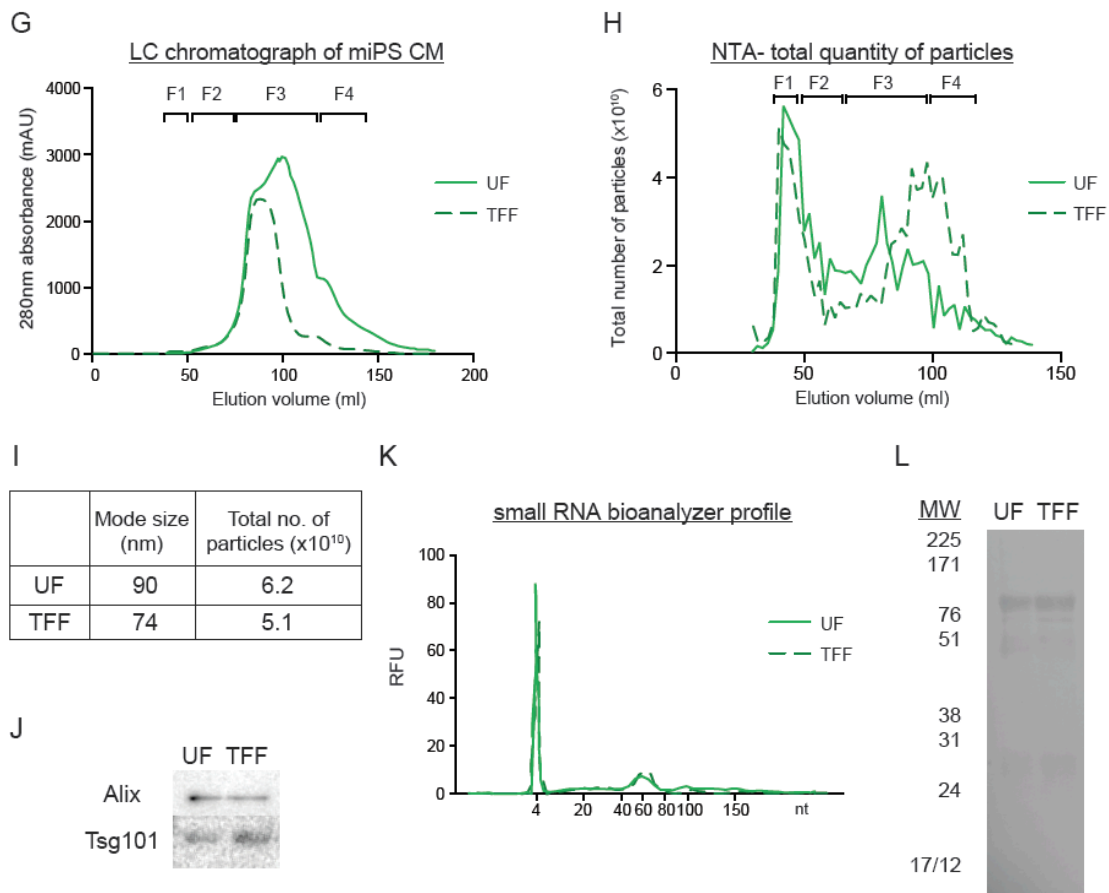 G
LC chromatograph of miPS CM
F1 F2 F3 F4
4000
3000
2000
1000
0
280nm absorbance (mAU)
0 50 100 150 200
Elution volume (ml)
UF
TFF
H
NTA- total quantity of particles
F1 F2 F3 F4
6
4
2
0
Total number of particles (x10¹⁰)
0 50 100 150
Elution volume (ml)
UF
TFF
I
Mode size (nm)
Total no. of particles (x10¹⁰)
UF 90 6.2
TFF 74 5.1
J
UF TFF
Alix
Tsg101
K
small RNA bioanalyzer profile
100
80
60
40
20
0
RFU
4 20 40 60 80 100 150 nt
UF
TFF
L
MW UF TFF
225
171
76
51
38
31
24
17/12